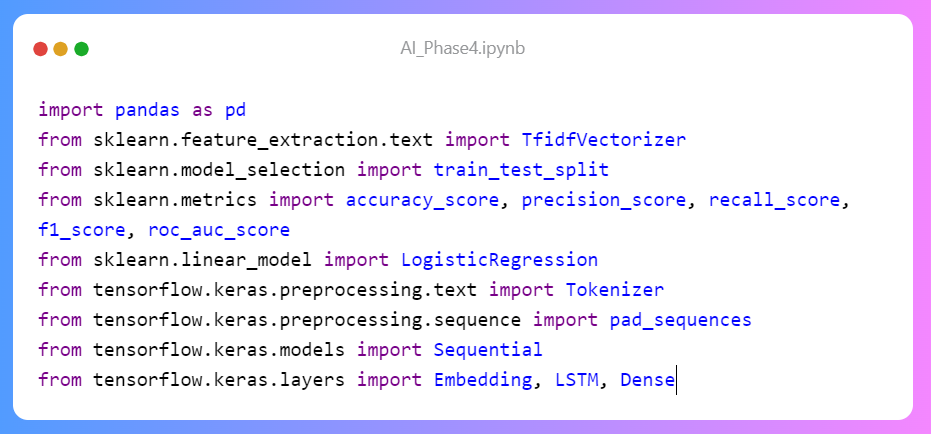 AI_Phase4.ipynb
import pandas as pd
from sklearn.feature_extraction.text import TfidfVectorizer
from sklearn.model_selection import train_test_split
from sklearn.metrics import accuracy_score, precision_score, recall_score,
f1_score, roc_auc_score
from sklearn.linear_model import LogisticRegression
from tensorflow.keras.preprocessing.text import Tokenizer
from tensorflow.keras.preprocessing.sequence import pad_sequences
from tensorflow.keras.models import Sequential
from tensorflow.keras.layers import Embedding, LSTM, Dense